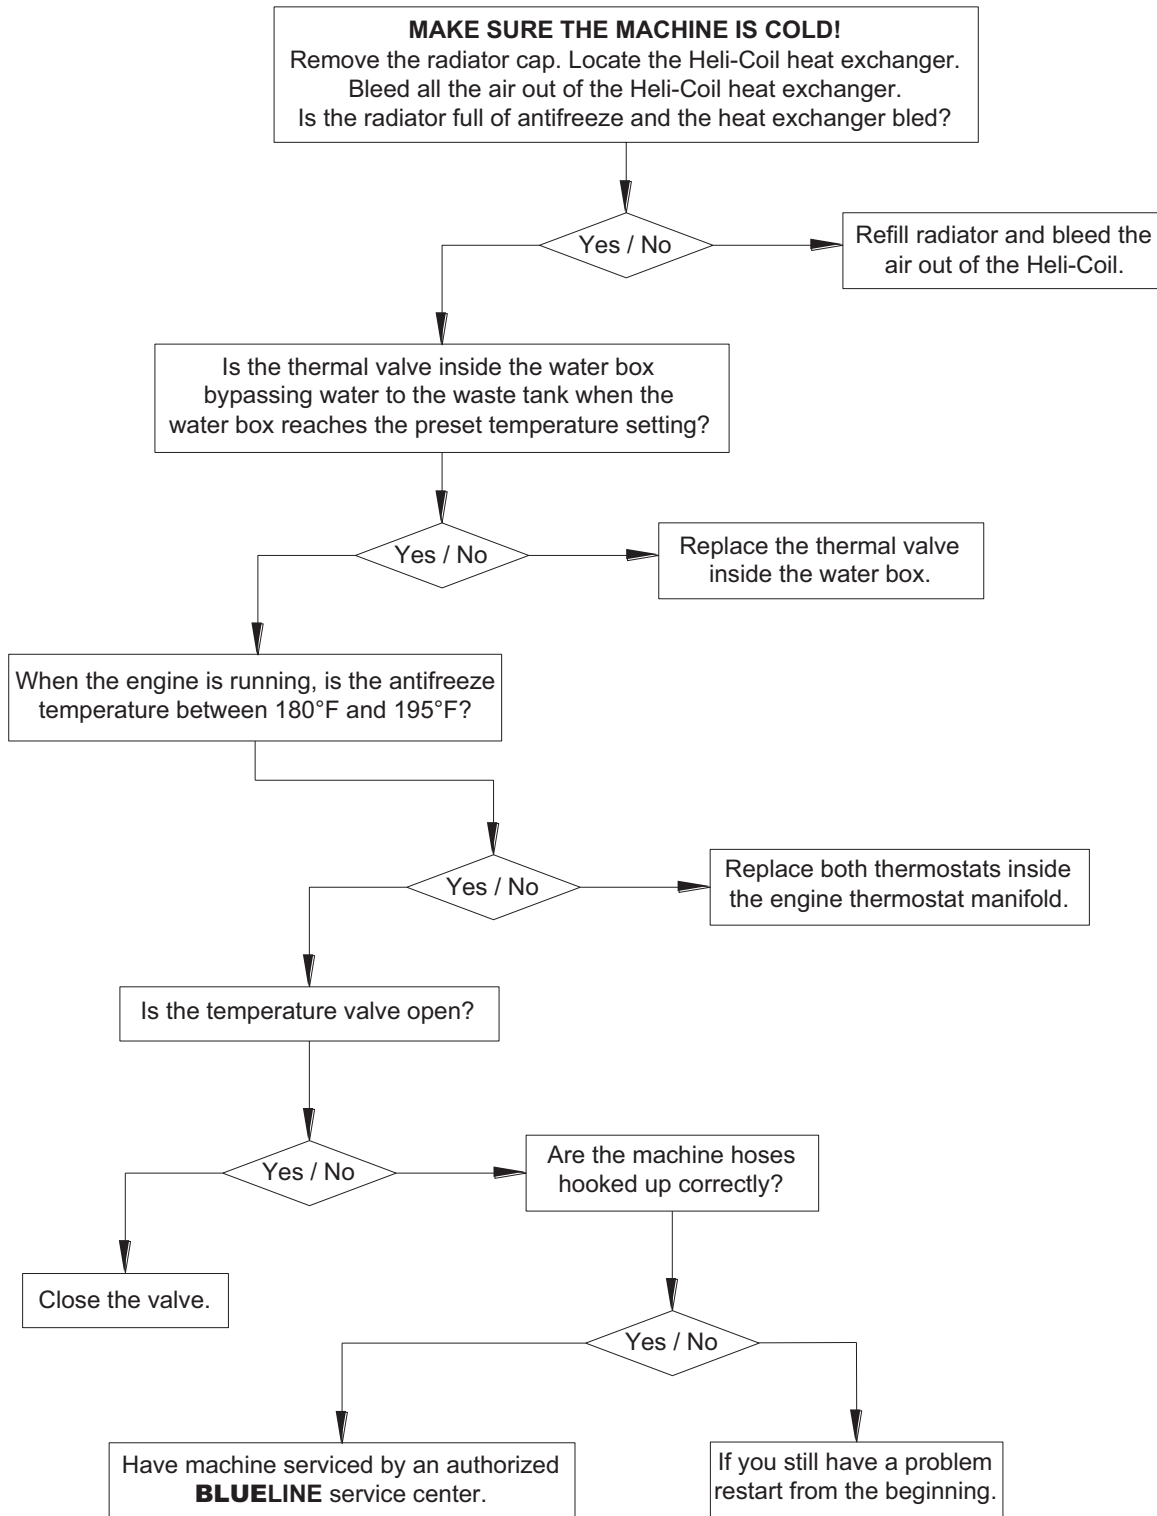 MAKE SURE THE MACHINE IS COLD!
Remove the radiator cap. Locate the Heli-Coil heat exchanger.
Bleed all the air out of the Heli-Coil heat exchanger.
Is the radiator full of antifreeze and the heat exchanger bled?
Yes / No
Refill radiator and bleed the
air out of the Heli-Coil.
Is the thermal valve inside the water box
bypassing water to the waste tank when the
water box reaches the preset temperature setting?
Yes / No
Replace the thermal valve
inside the water box.
When the engine is running, is the antifreeze
temperature between 180°F and 195°F?
Yes / No
Replace both thermostats inside
the engine thermostat manifold.
Is the temperature valve open?
Yes / No
Are the machine hoses
hooked up correctly?
Close the valve.
Yes / No
Have machine serviced by an authorized
BLUELINE service center.
If you still have a problem
restart from the beginning.